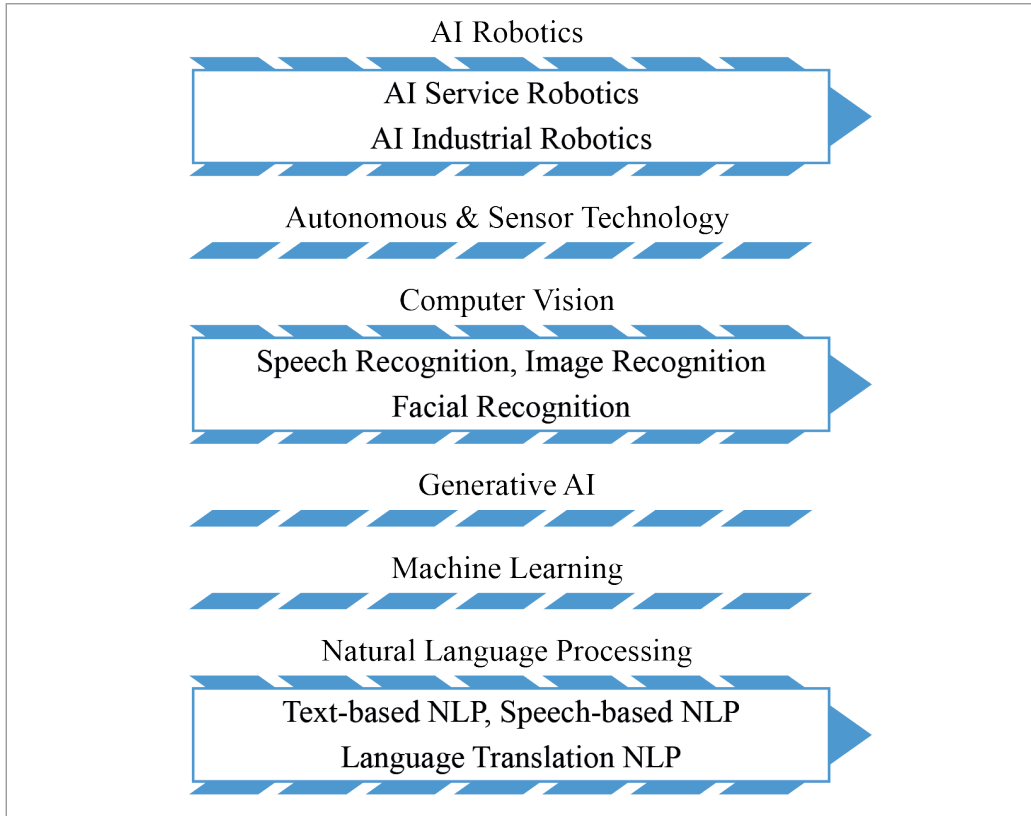 AI Robotics
AI Service Robotics
AI Industrial Robotics
Autonomous & Sensor Technology
Computer Vision
Speech Recognition, Image Recognition
Facial Recognition
Generative AI
Machine Learning
Natural Language Processing
Text-based NLP, Speech-based NLP
Language Translation NLP